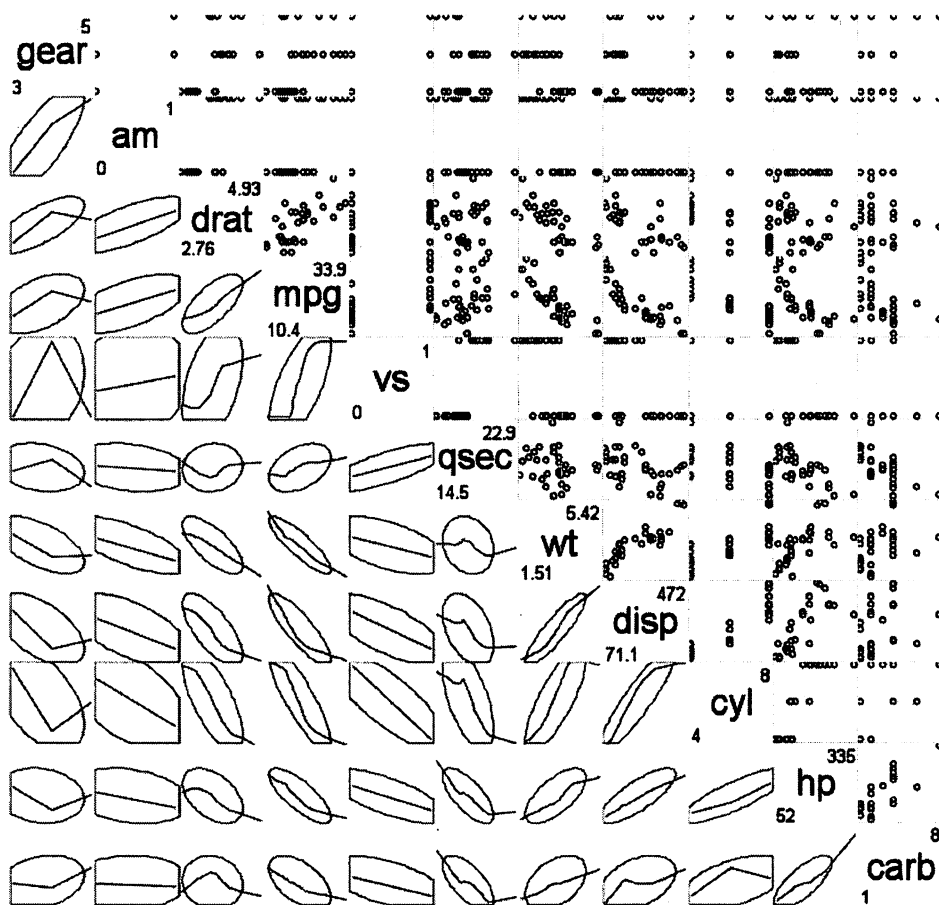 5
gear
3
1
am
0
4.93
drat
2.76
33.9
mpg
10.4
1
vs
0
22.9
qsec
14.5
5.42
wt
1.51
472
disp
71.1
8
cyl
4
335
hp
52
8
carb
1